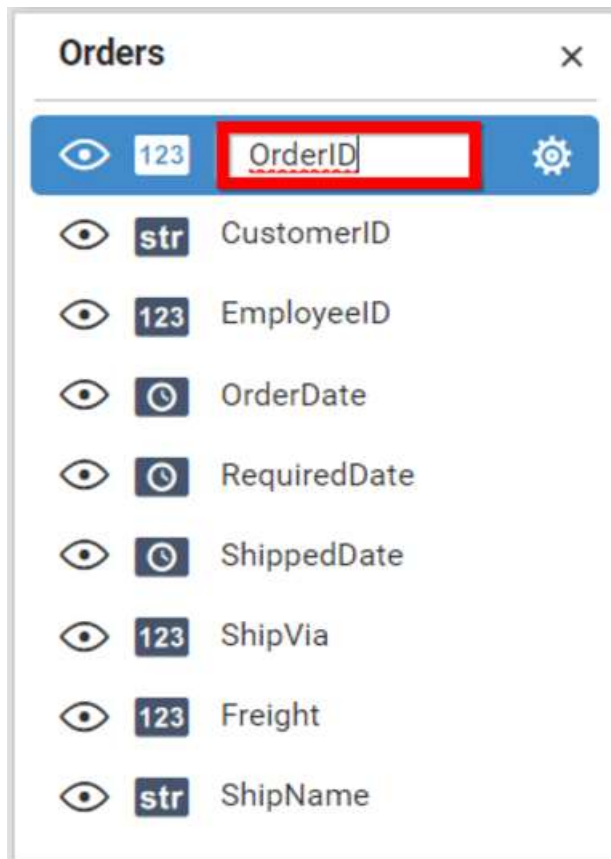 Orders ×
123 OrderID
str CustomerID
123 EmployeeID
OrderDate
RequiredDate
ShippedDate
123 ShipVia
123 Freight
str ShipName